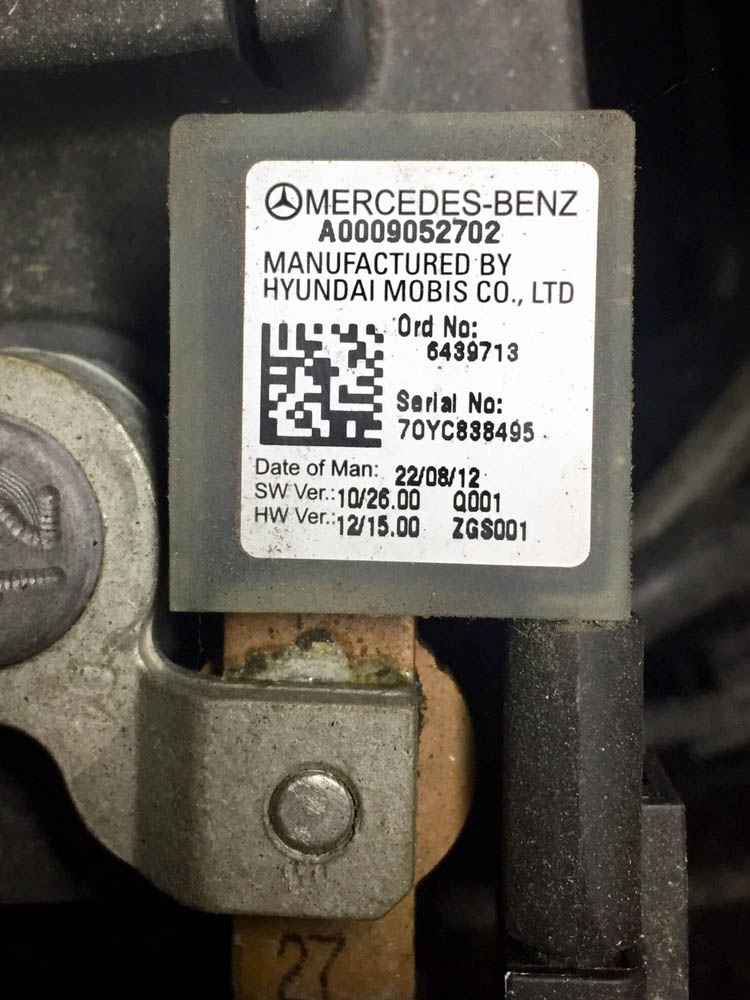 MERCEDES-BENZ
A0009052702
MANUFACTURED BY
HYUNDAI MOBIS CO., LTD
Ord No:
6439713
Serial No:
70YC838495
Date of Man: 22/08/12
SW Ver.: 10/26.00 Q001
HW Ver.: 12/15.00 ZGS001
27